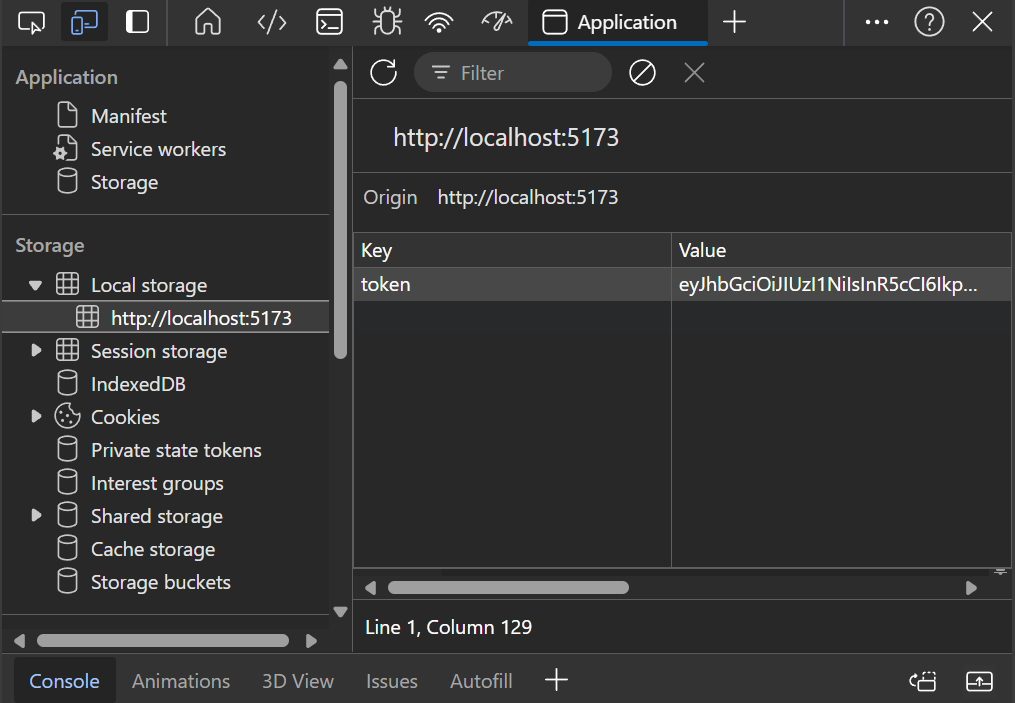 Application
Application
Manifest
Service workers
Storage
Storage
Local storage
http://localhost:5173
Session storage
IndexedDB
Cookies
Private state tokens
Interest groups
Shared storage
Cache storage
Storage buckets
Filter
http://localhost:5173
Origin http://localhost:5173
Key Value
token eyJhbGciOiJIUzI1NiIsInR5cCI6Ikp...
Line 1, Column 129
Console Animations 3D View Issues Autofill